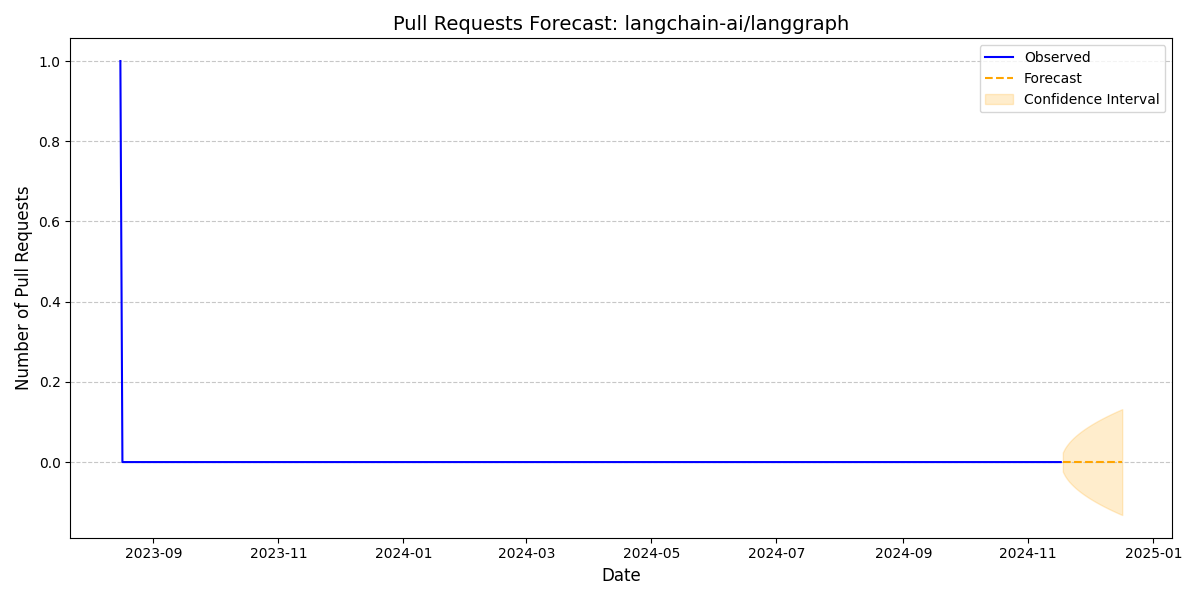 Pull Requests Forecast: langchain-ai/langgraph
Observed
Forecast
Confidence Interval
Number of Pull Requests
1.0
0.8
0.6
0.4
0.2
0.0
2023-09
2023-11
2024-01
2024-03
2024-05
2024-07
2024-09
2024-11
2025-01
Date